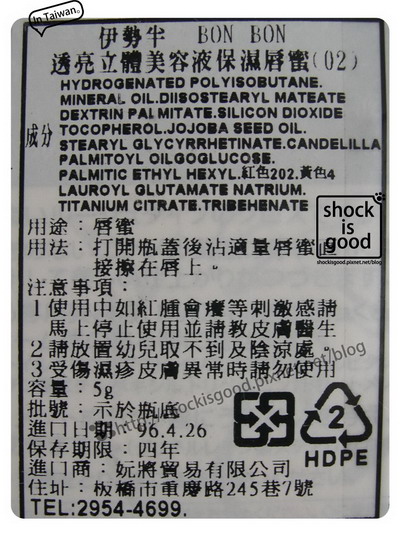 in Taiwan。
伊勢半 BON BON
透亮立體美容液保濕唇蜜(02)
HYDROGENATED POLYISOBUTANE.
MINERAL OIL.DIISOSTEARYL MATEATE
DEXTRIN PALMITATE.SILICON DIOXIDE
成分 TOCOPHEROL.JOJOBA SEED OIL.
STEARYL GLYCYRRHETINATE.CANDELILLA
PALMITOYL OILGOGLUCOSE.
PALMITIC ETHYL HEXYL.紅色202.黃色4
LAUROYL GLUTAMATE NATRIUM.
TITANIUM CITRATE.TRIBEHENATE
shock
is
good
shockisgood.pixnet.net/blog
用途：唇蜜
用法：打開瓶蓋後沾適量唇蜜
接擦在唇上。
注意事項：
1使用中如紅腫會癢等刺激感請
馬上停止使用並請教皮膚醫生
2請放置幼兒取不到及陰涼處。
3受傷濕疹皮膚異常時請勿使用
容量：5g
批號：示於瓶底
進口日期：96.4.26
保存期限：四年
進口商：妧將貿易有限公司
住址：板橋市重慶路245巷7號
TEL:2954-4699.
2
HDPE
http://shockisgood.pixnet.net/blog